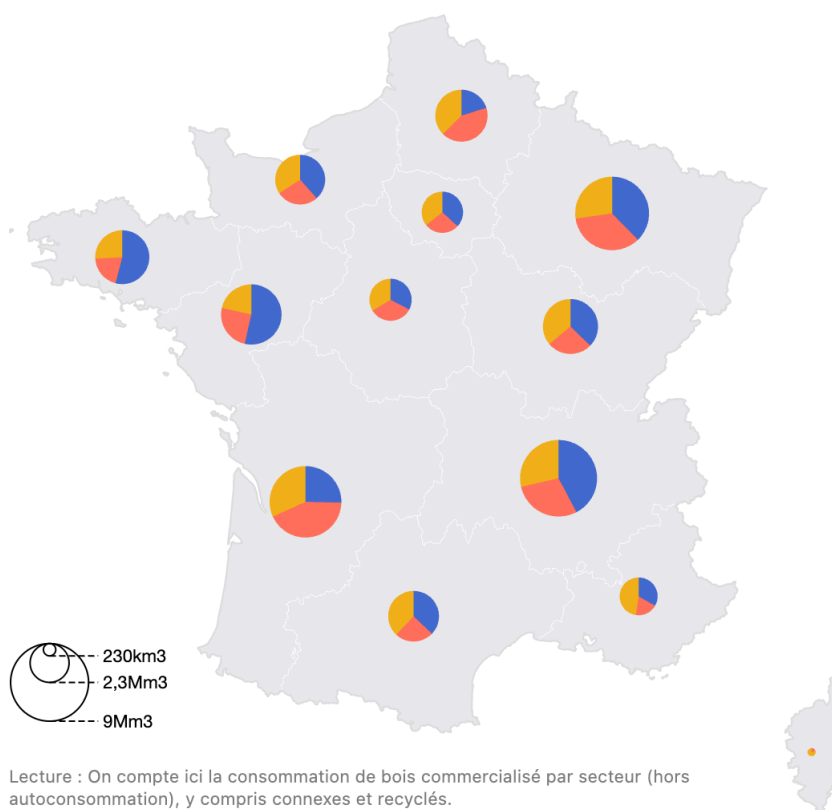 230km3
2,3Mm3
9Mm3
Lecture : On compte ici la consommation de bois commercialisé par secteur (hors
autoconsommation), y compris connexes et recyclés.